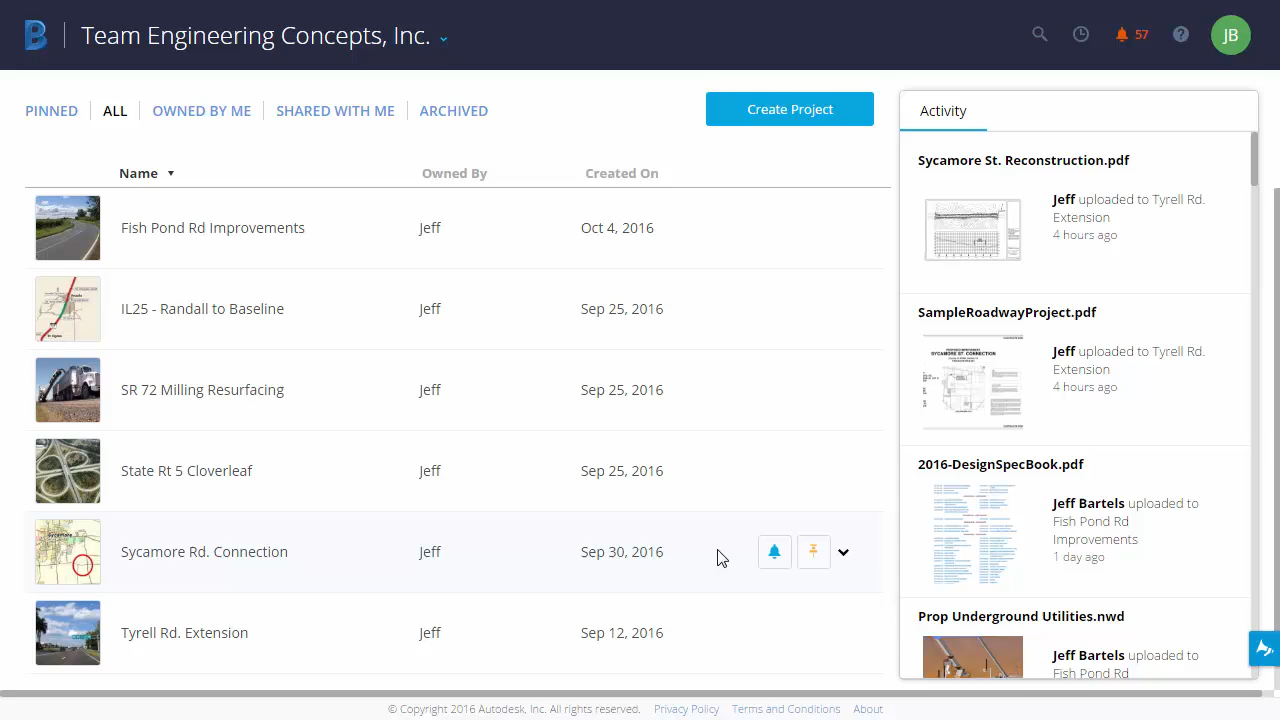 Team Engineering Concepts, Inc.
57
JB
PINNED
ALL
OWNED BY ME
SHARED WITH ME
ARCHIVED
Create Project
Name
Owned By
Created On
Fish Pond Rd Improvements
Jeff
Oct 4, 2016
IL25 - Randall to Baseline
Jeff
Sep 25, 2016
SR 72 Milling Resurfacing
Jeff
Sep 25, 2016
State Rt 5 Cloverleaf
Jeff
Sep 25, 2016
Sycamore
Sycamore Rd. Connection
Jeff
Sep 30, 2016
Tyrell Rd. Extension
Jeff
Sep 12, 2016
Activity
Sycamore St. Reconstruction.pdf
Jeff uploaded to Tyrell Rd.
Extension
4 hours ago
SampleRoadwayProject.pdf
SYCAMORE ST CONNECTION
Jeff uploaded to Tyrell Rd.
Extension
4 hours ago
2016-DesignSpecBook.pdf
Jeff Bartels uploaded to
Fish Pond Rd
Improvements
1 day ago
Prop Underground Utilities.nwd
Jeff Bartels uploaded to
Fish Pond Rd
© Copyright 2016 Autodesk, Inc. All rights reserved.
Privacy Policy
Terms and Conditions
About